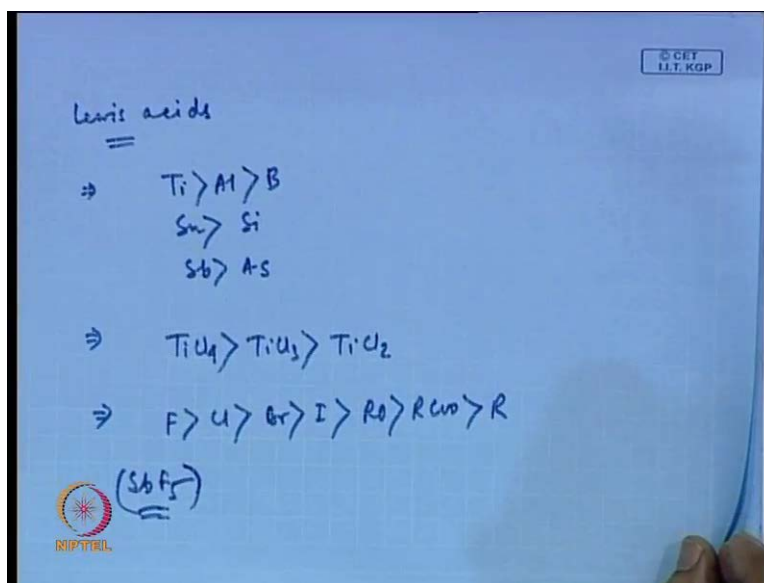 © CET
I.I.T. KGP
Lewis acids
⇒ Ti > Al > B
Sn > Si
Sb > As
⇒ TiCl4 > TiCl3 > TiCl2
⇒ F > Cl > Br > I > RO > RCOO > R
(SbF5)
NPTEL